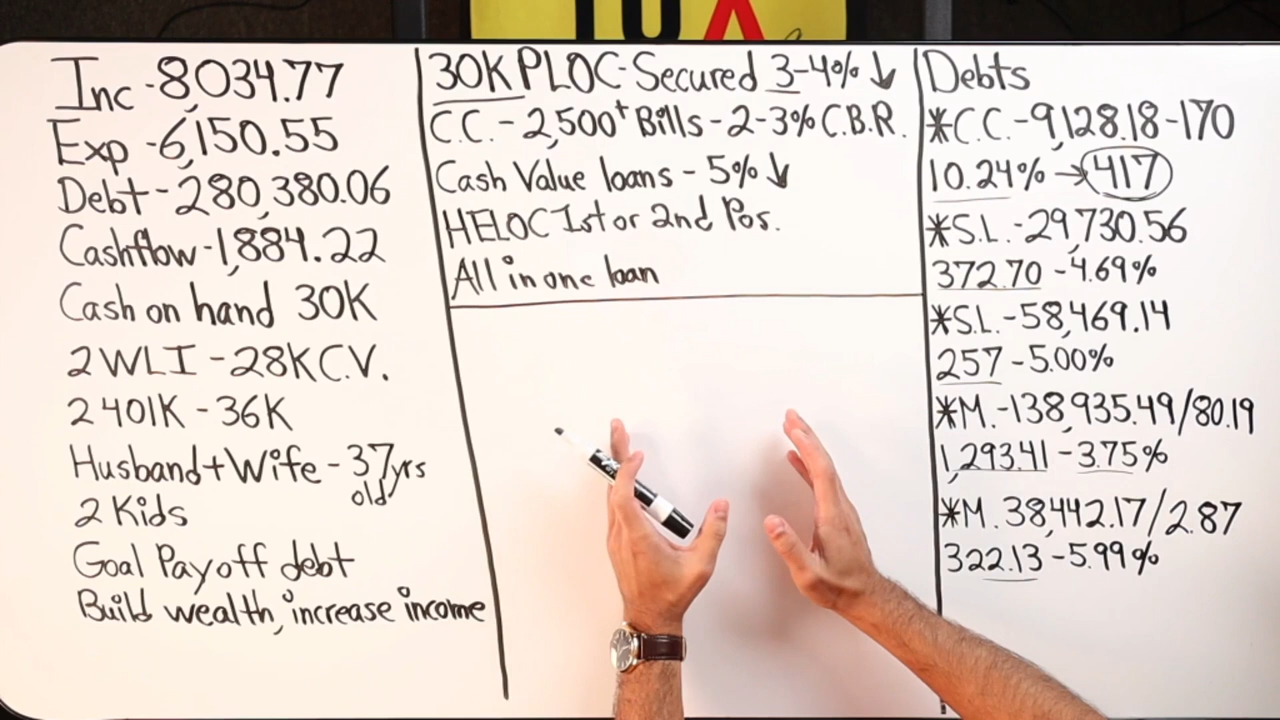 10X
Inc - 8,034.77
Exp - 6,150.55
Debt - 280,380.06
Cashflow - 1,884.22
Cash on hand 30K
2 WLI - 28K C.V.
2 401K - 36K
Husband + Wife - 37yrs old
2 Kids
Goal Payoff debt
Build wealth, increase income
30K PLOC - Secured 3-4% ↓
C.C. - 2,500+ Bills - 2-3% C.B.R.
Cash Value loans - 5% ↓
HELOC 1st or 2nd Pos.
All in one loan
Debts
*C.C. - 9,128.18 - 170
10.24% → 417
*S.L. - 29,730.56
372.70 - 4.69%
*S.L. - 58,469.14
257 - 5.00%
*M. - 138,935.49/80.19
1,293.41 - 3.75%
*M. 38,442.17/2.87
322.13 - 5.99%